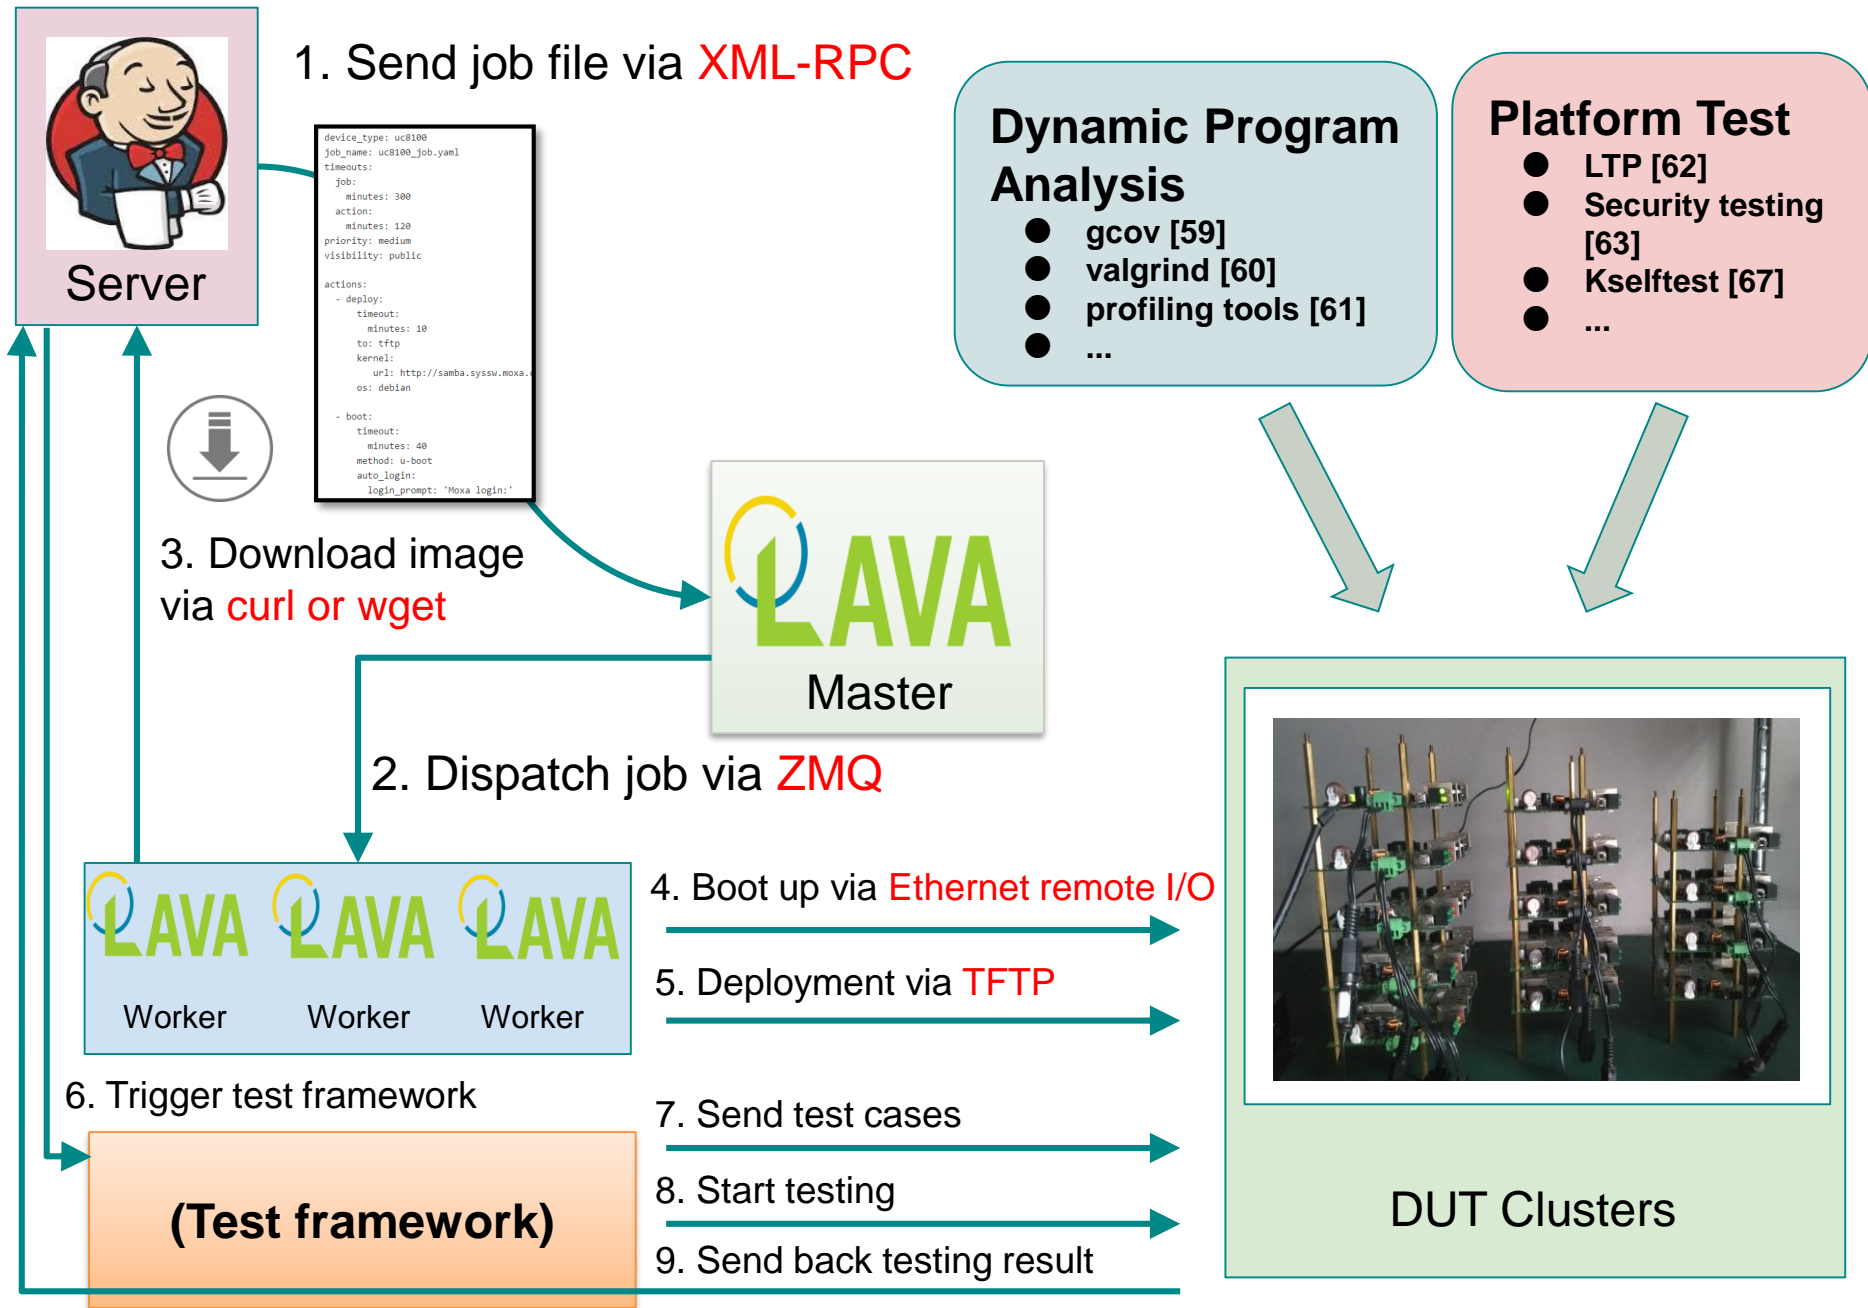 1. Send job file via XML-RPC
Server
device_type: uc8100
job_name: uc8100_job.yaml
timeouts:
job:
minutes: 300
action:
minutes: 120
priority: medium
visibility: public
actions:
- deploy:
timeout:
minutes: 10
to: tftp
kernel:
url: http://samba.syssw.moxa.
os: debian
- boot:
timeout:
minutes: 40
method: u-boot
auto_login:
login_prompt: 'Moxa login:'
Dynamic Program
Analysis
● gcov [59]
● valgrind [60]
● profiling tools [61]
● ...
Platform Test
● LTP [62]
● Security testing
[63]
● Kselftest [67]
● ...
3. Download image
via curl or wget
LAVA
Master
2. Dispatch job via ZMQ
LAVA LAVA LAVA
Worker Worker Worker
4. Boot up via Ethernet remote I/O
5. Deployment via TFTP
6. Trigger test framework
(Test framework)
7. Send test cases
8. Start testing
9. Send back testing result
DUT Clusters